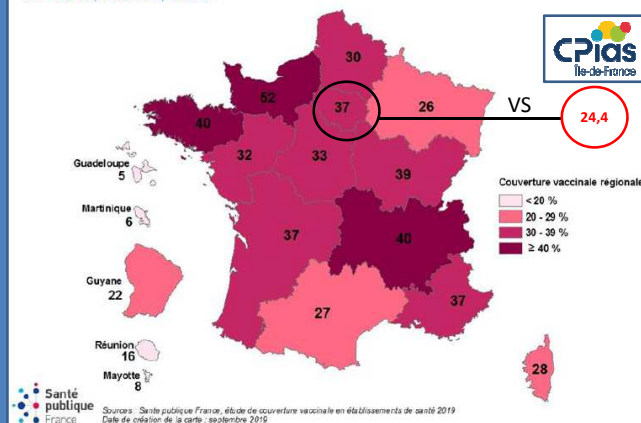 CPias
Île-de-France
30
52
37
26
VS
24,4
40
32
33
39
Guadeloupe
5
Couverture vaccinale régionale
<20 %
20 - 29 %
30 - 39 %
≥ 40 %
Martinique
6
37
40
Guyane
22
27
37
Réunion
16
28
Mayotte
8
Santé
publique
France
Sources : Santé publique France, étude de couverture vaccinale en établissements de santé 2019
Date de création de la carte : septembre 2019